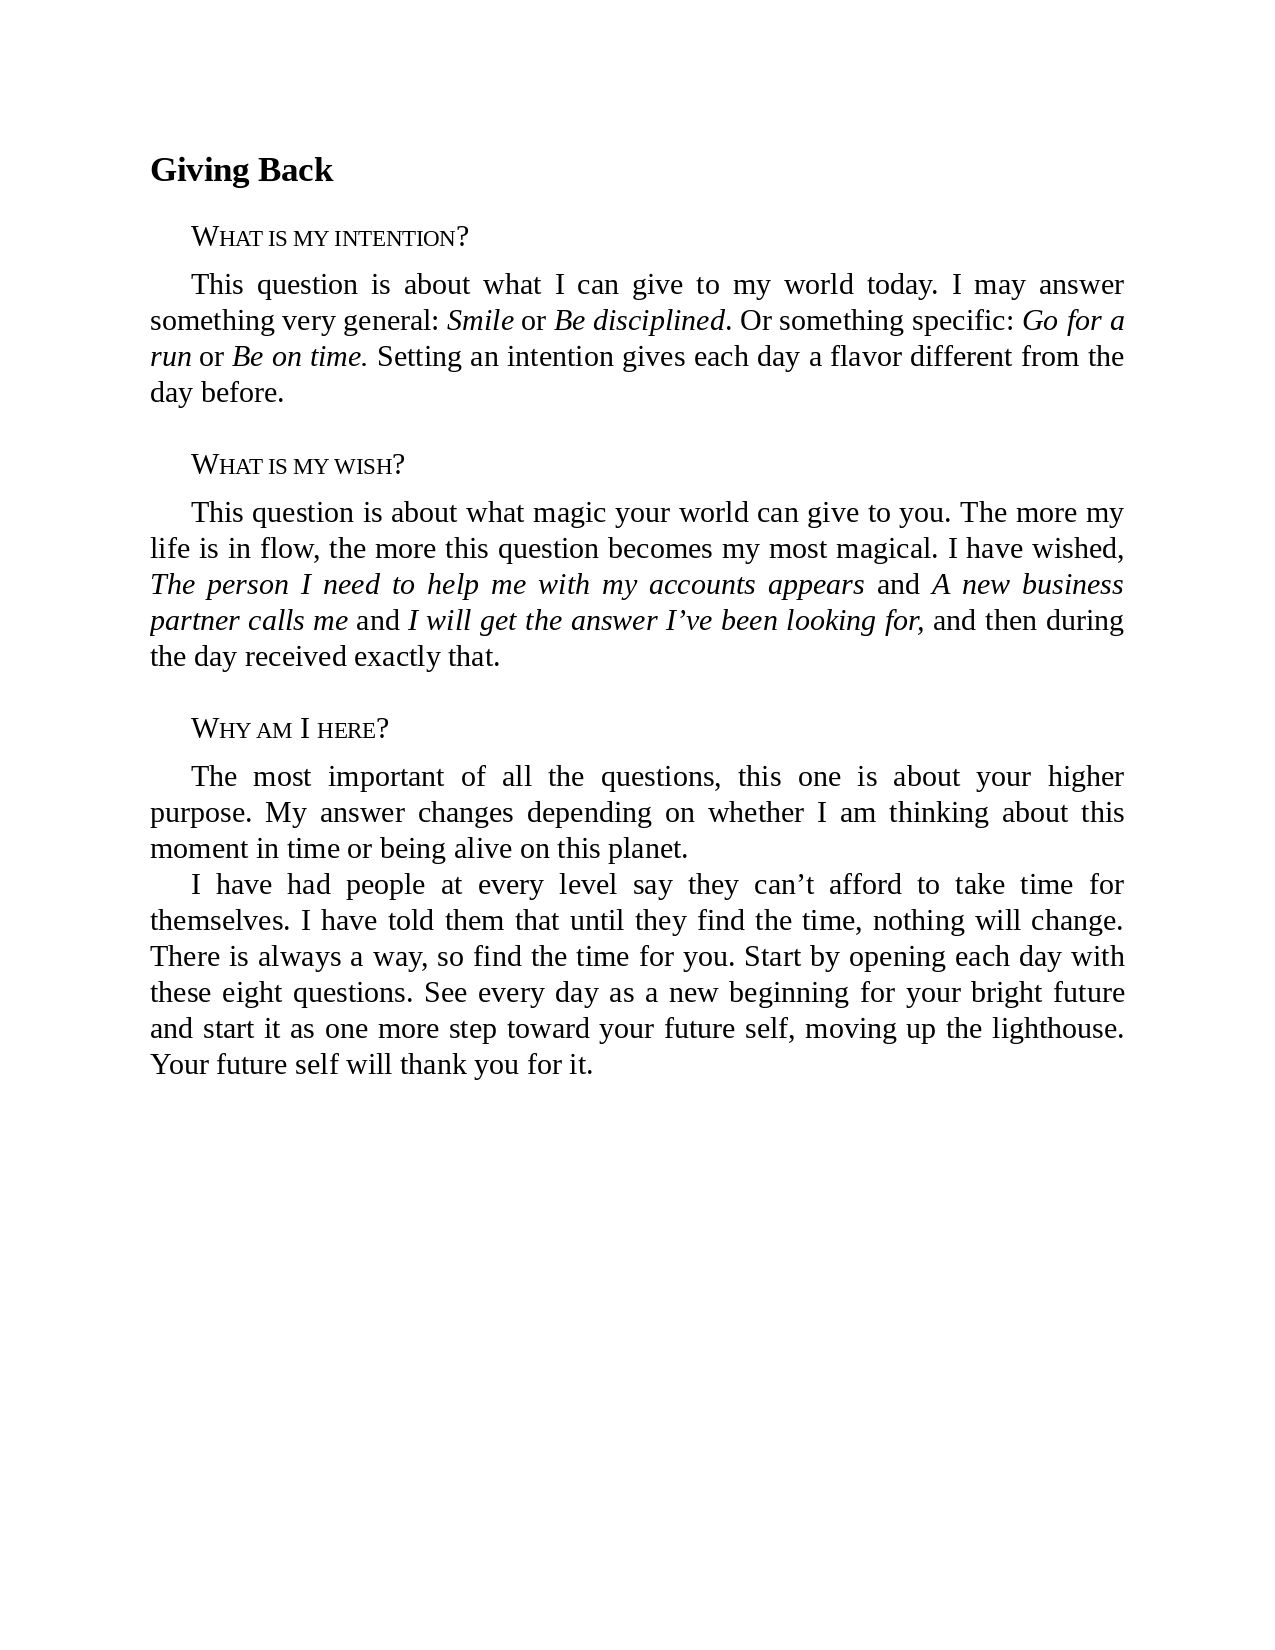 Giving Back
WHAT IS MY INTENTION?
This question is about what I can give to my world today. I may answer
something very general: Smile or Be disciplined. Or something specific: Go for a
run or Be on time. Setting an intention gives each day a flavor different from the
day before.
WHAT IS MY WISH?
This question is about what magic your world can give to you. The more my
life is in flow, the more this question becomes my most magical. I have wished,
The person I need to help me with my accounts appears and A new business
partner calls me and I will get the answer I’ve been looking for, and then during
the day received exactly that.
WHY AM I HERE?
The most important of all the questions, this one is about your higher
purpose. My answer changes depending on whether I am thinking about this
moment in time or being alive on this planet.
I have had people at every level say they can’t afford to take time for
themselves. I have told them that until they find the time, nothing will change.
There is always a way, so find the time for you. Start by opening each day with
these eight questions. See every day as a new beginning for your bright future
and start it as one more step toward your future self, moving up the lighthouse.
Your future self will thank you for it.